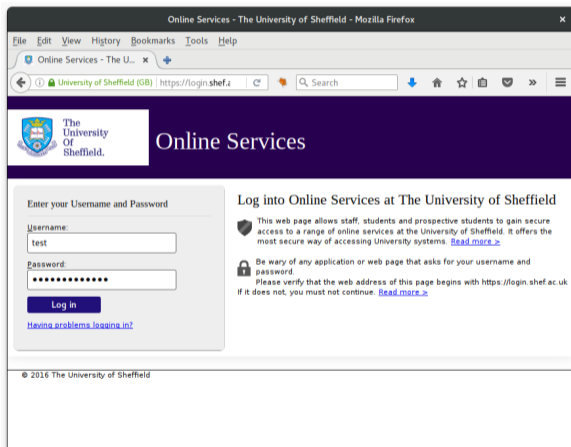 Online Services - The University of Sheffield - Mozilla Firefox
File Edit View History Bookmarks Tools Help
Online Services - The U...
University of Sheffield (GB) https://login.shef.a Search
The
University
Of
Sheffield.
Online Services
Enter your Username and Password
Username:
test
Password:
•••••••••••••
Log in
Having problems logging in?
Log into Online Services at The University of Sheffield
This web page allows staff, students and prospective students to gain secure
access to a range of online services at the University of Sheffield. It offers the
most secure way of accessing University systems. Read more >
Be wary of any application or web page that asks for your username and
password.
Please verify that the web address of this page begins with https://login.shef.ac.uk
If it does not, you must not continue. Read more >
© 2016 The University of Sheffield